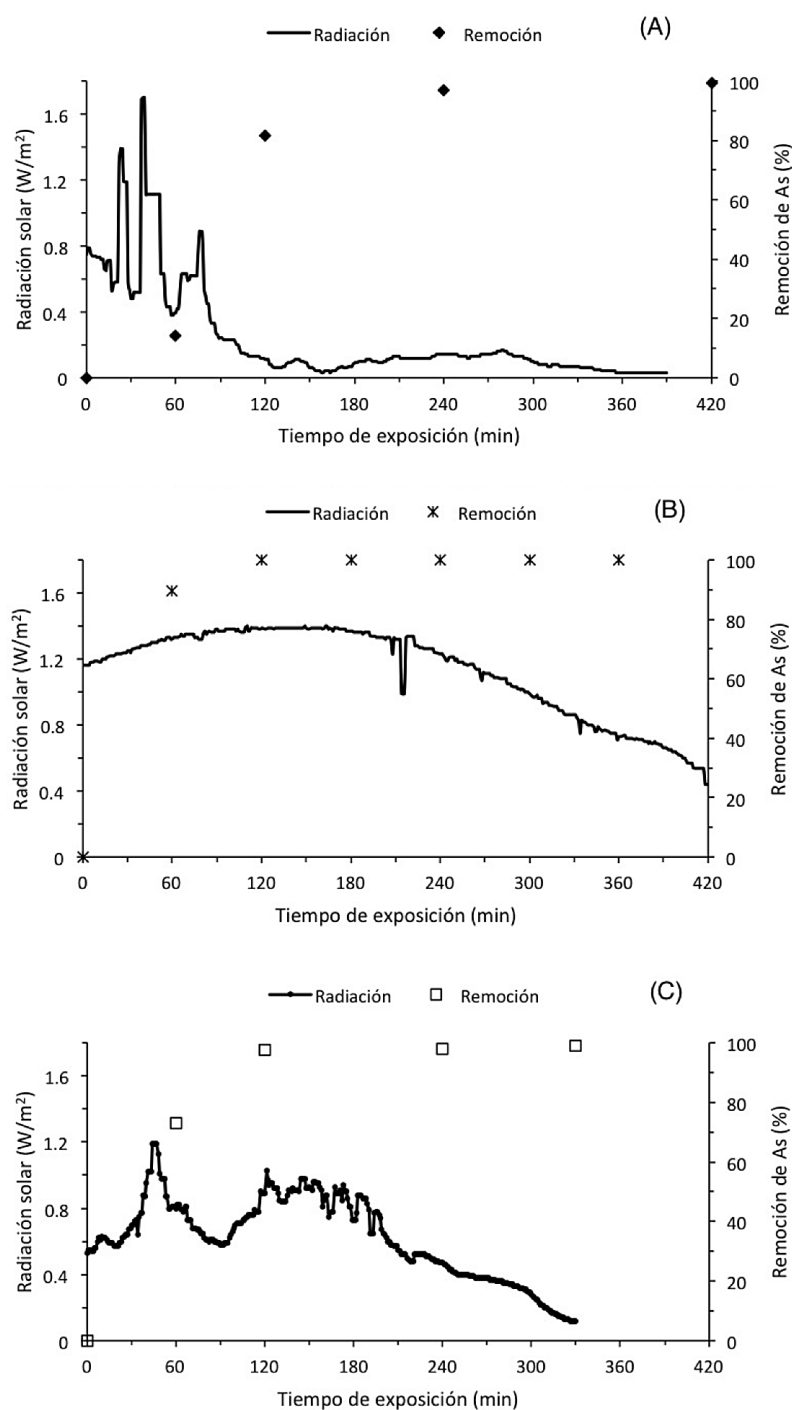 Radiación Remoción (A)
Radiación solar (W/m²)
1.6
1.2
0.8
0.4
0
100
80
60
40
20
0
Remoción de As (%)
0 60 120 180 240 300 360 420
Tiempo de exposición (min)
Radiación Remoción (B)
Radiación solar (W/m²)
1.6
1.2
0.8
0.4
0
100
80
60
40
20
0
Remoción de As (%)
0 60 120 180 240 300 360 420
Tiempo de exposición (min)
Radiación Remoción (C)
Radiación solar (W/m²)
1.6
1.2
0.8
0.4
0
100
80
60
40
20
0
Remoción de As (%)
0 60 120 180 240 300 360 420
Tiempo de exposición (min)